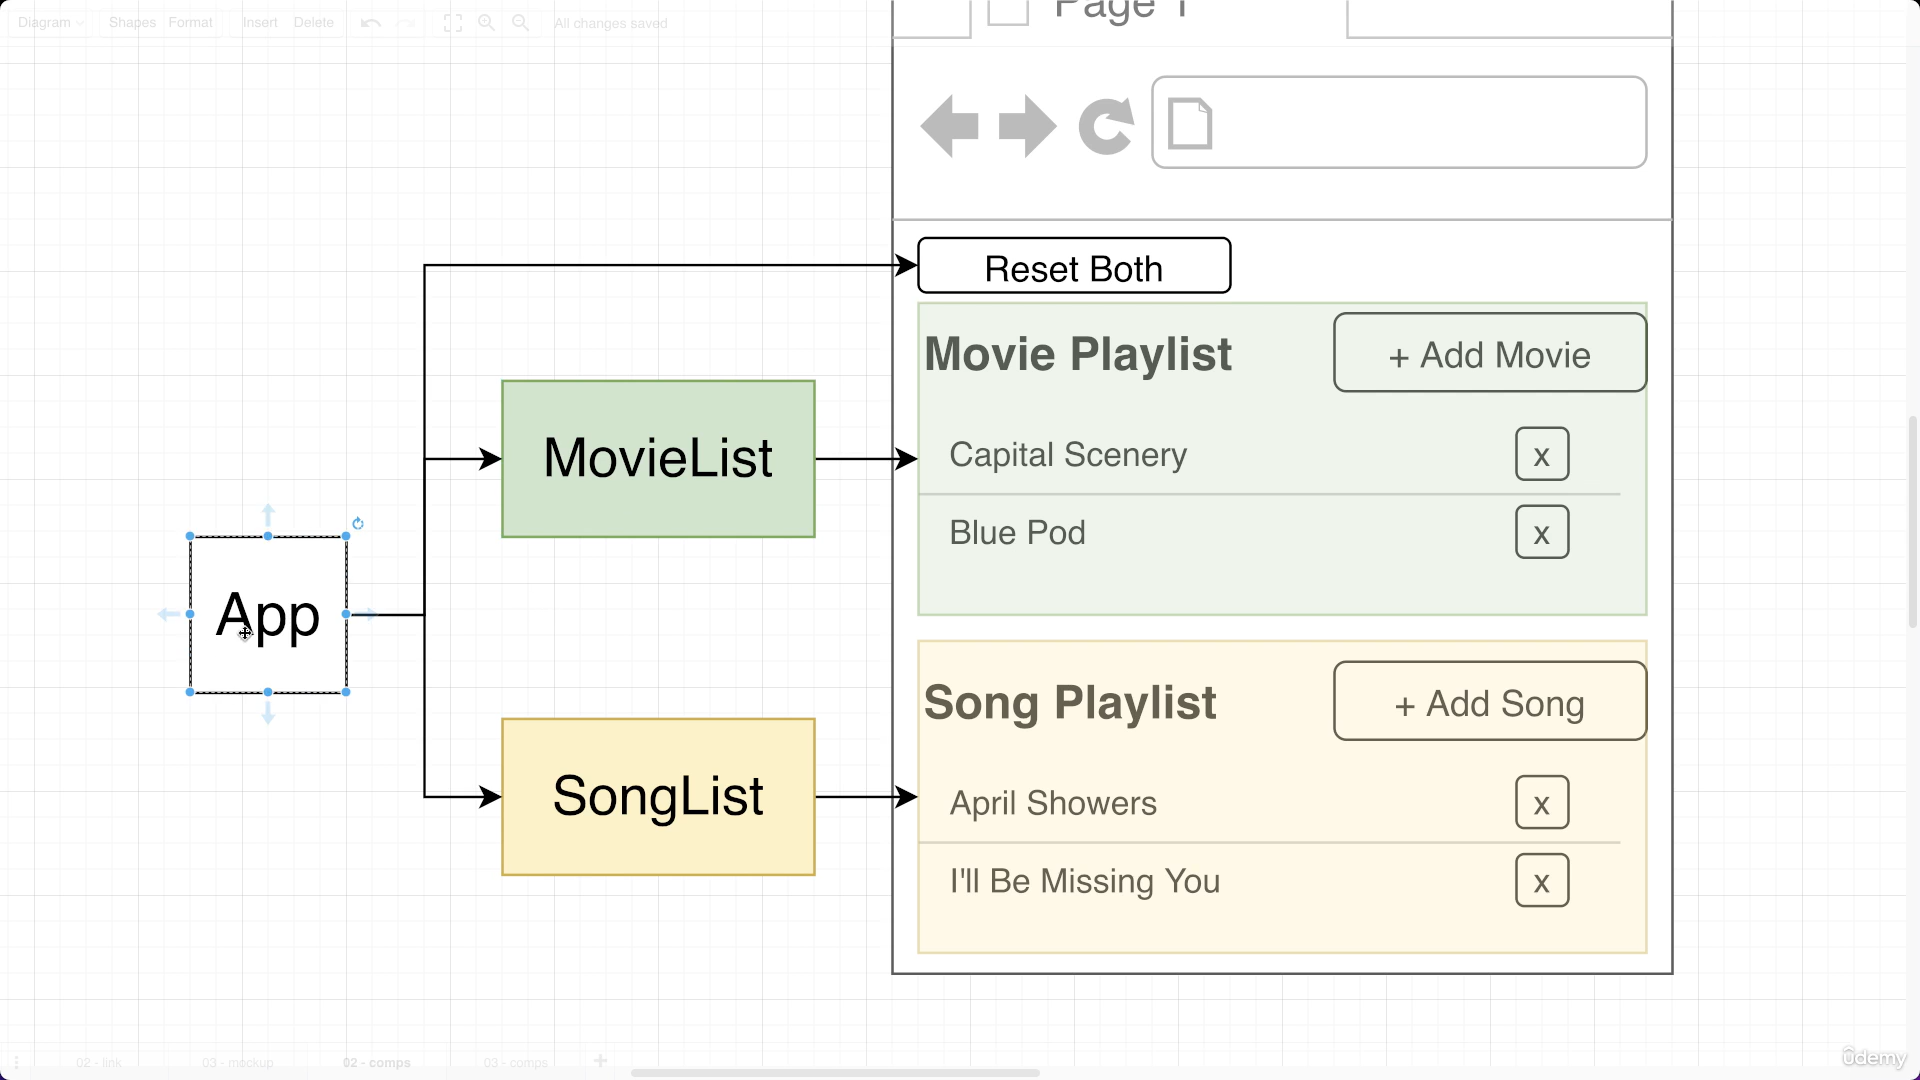 Diagram
Shapes
Format
Insert
Delete
All changes saved
Page 1
Reset Both
Movie Playlist
+ Add Movie
MovieList
Capital Scenery
x
Blue Pod
x
App
Song Playlist
+ Add Song
SongList
April Showers
x
I'll Be Missing You
x
02 - link
03 - mockup
02 - comps
03 - comps
ûdemy